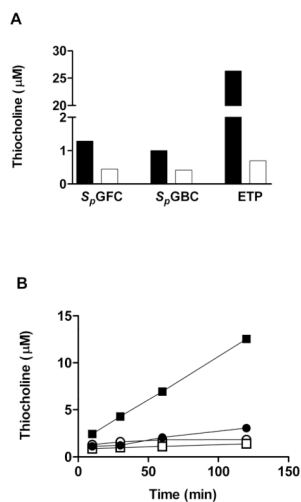 A
Thiocholine (µM)
30
25
20
2
1
0
SpGFC SpGBC ETP
B
Thiocholine (µM)
15
10
5
0
0 50 100 150
Time (min)